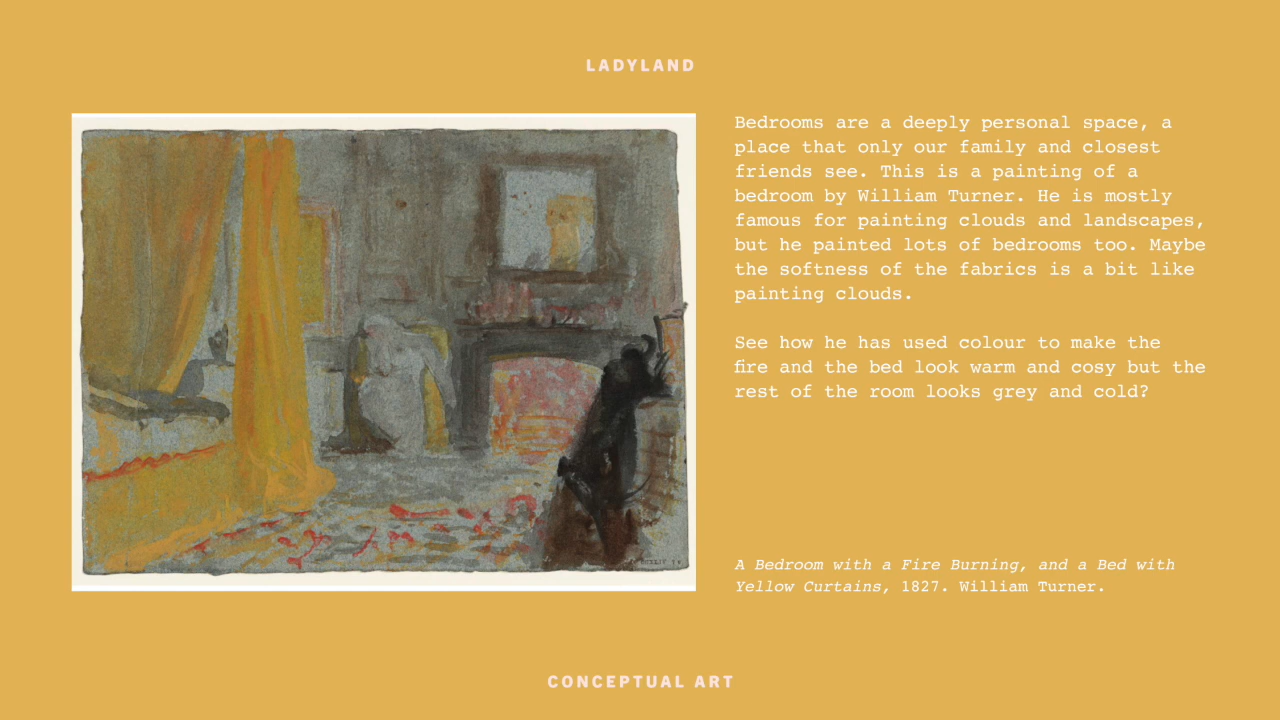 LADYLAND
Bedrooms are a deeply personal space, a
place that only our family and closest
friends see. This is a painting of a
bedroom by William Turner. He is mostly
famous for painting clouds and landscapes,
but he painted lots of bedrooms too. Maybe
the softness of the fabrics is a bit like
painting clouds.
See how he has used colour to make the
fire and the bed look warm and cosy but the
rest of the room looks grey and cold?
A Bedroom with a Fire Burning, and a Bed with
Yellow Curtains, 1827. William Turner.
CONCEPTUAL ART